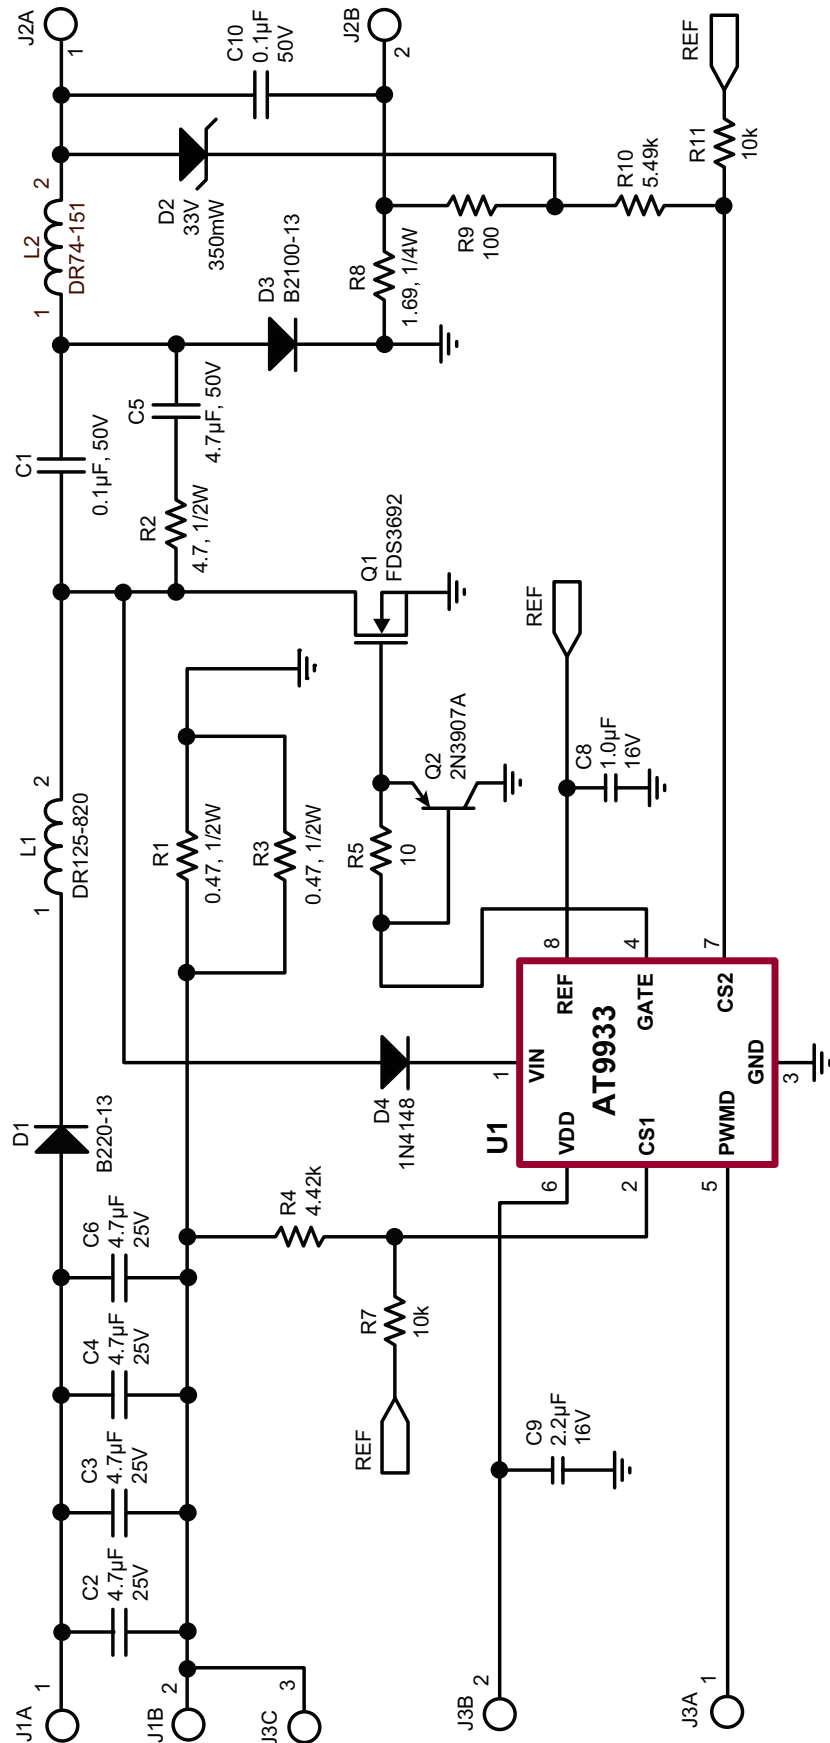 J1A
1
J1B
2
J3C
3
C2
4.7µF
25V
C3
4.7µF
25V
C4
4.7µF
25V
C6
4.7µF
25V
D1
B220-13
1
L1
2
DR125-820
C1
0.1µF, 50V
R2
4.7, 1/2W
C5
4.7µF, 50V
1
L2
2
DR74-151
D3
B2100-13
D2
33V
350mW
C10
0.1µF
50V
J2A
1
J2B
2
R8
1.69, 1/4W
R9
100
R10
5.49k
R11
10k
REF
R1
0.47, 1/2W
R3
0.47, 1/2W
Q1
FDS3692
Q2
2N3907A
R5
10
REF
C8
1.0µF
16V
R4
4.42k
R7
10k
REF
D4
1N4148
U1
AT9933
1
VIN
6
VDD
REF
8
2
CS1
GATE
4
5
PWMD
CS2
7
GND
3
J3B
2
C9
2.2µF
16V
J3A
1